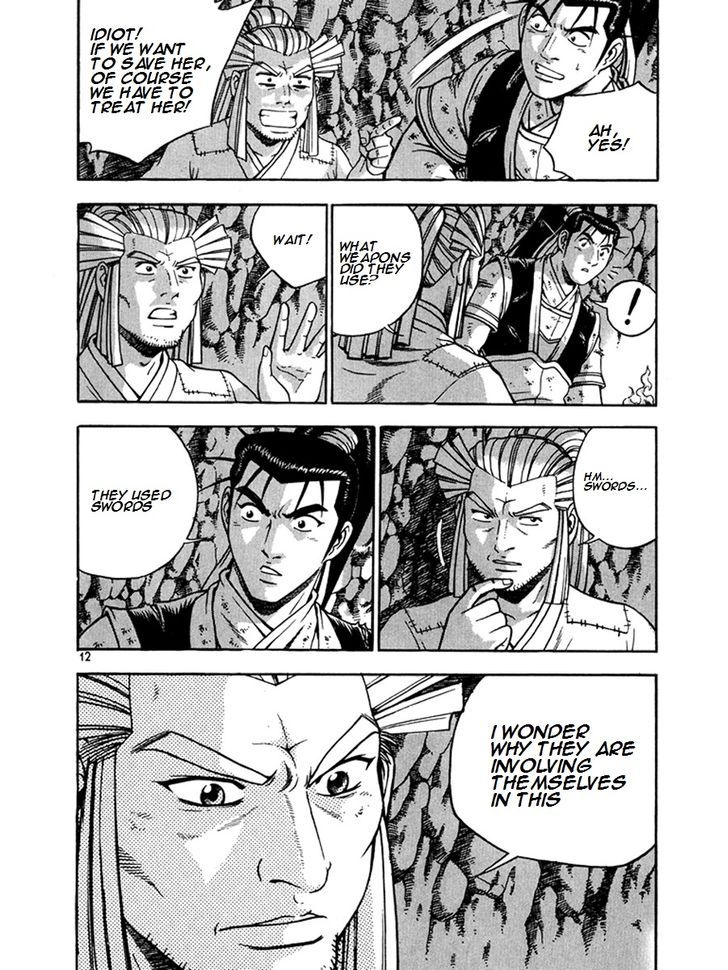 IDIOT!
IF WE WANT
TO SAVE HER,
OF COURSE
WE HAVE TO
TREAT HER!
AH,
YES!
WAIT!
WHAT
WEAPONS
DID THEY
USE?
!
THEY USED
SWORDS
HM...
SWORDS...
12
I WONDER
WHY THEY ARE
INVOLVING
THEMSELVES
IN THIS